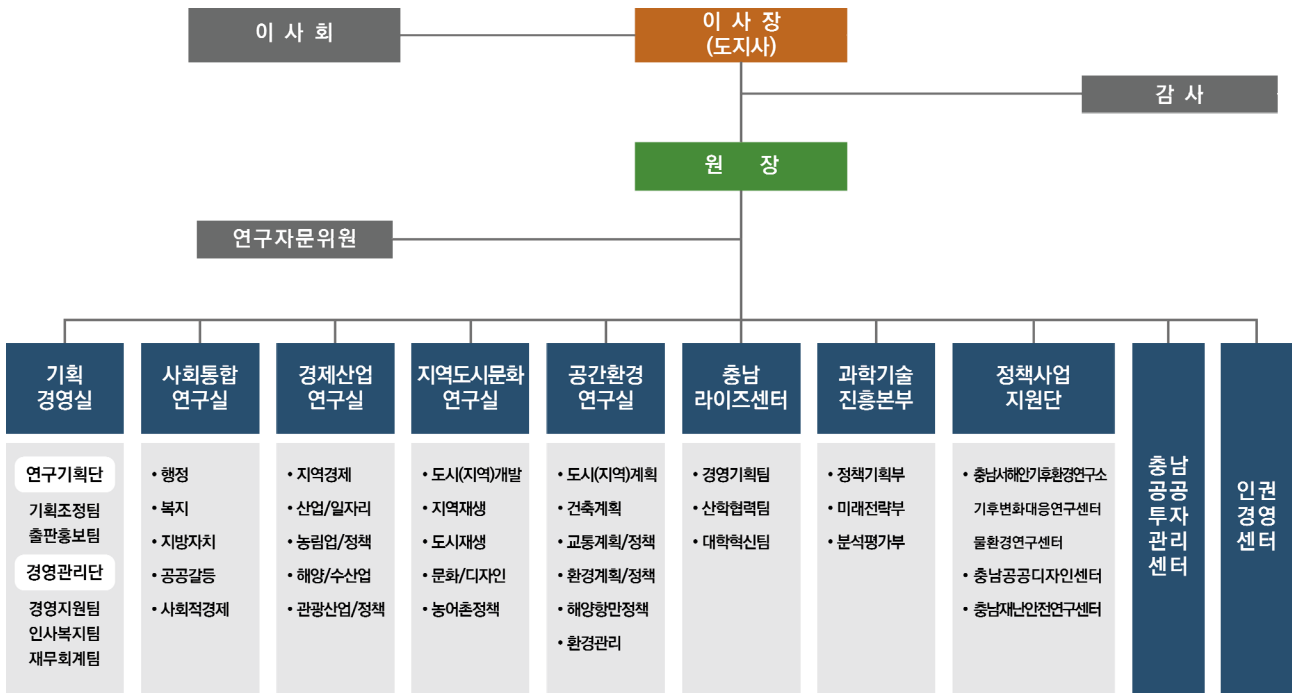 이 사 회
이 사 장
(도지사)
감 사
원 장
연구자문위원
기획
경영실
연구기획단
기획조정팀
출판홍보팀
경영관리단
경영지원팀
인사복지팀
재무회계팀
사회통합
연구실
• 행정
• 복지
• 지방자치
• 공공갈등
• 사회적경제
경제산업
연구실
• 지역경제
• 산업/일자리
• 농림업/정책
• 해양/수산업
• 관광산업/정책
지역도시문화
연구실
• 도시(지역)개발
• 지역재생
• 도시재생
• 문화/디자인
• 농어촌정책
공간환경
연구실
• 도시(지역)계획
• 건축계획
• 교통계획/정책
• 환경계획/정책
• 해양항만정책
• 환경관리
충남
라이즈센터
• 경영기획팀
• 산학협력팀
• 대학혁신팀
과학기술
진흥본부
• 정책기획부
• 미래전략부
• 분석평가부
정책사업
지원단
• 충남서해안기후환경연구소
기후변화대응연구센터
물환경연구센터
• 충남공공디자인센터
• 충남재난안전연구센터
충남
공공
투자
관리
센터
인권
경영
센터